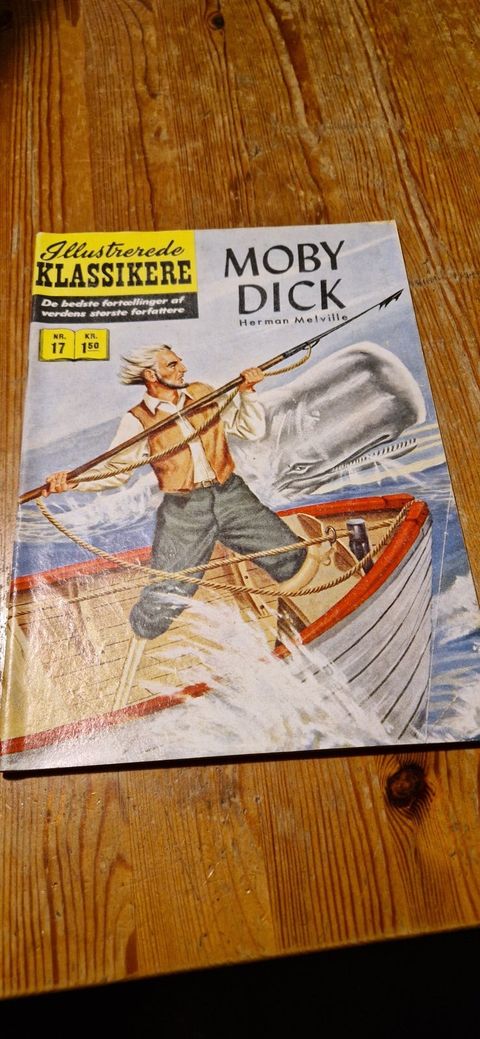 Illustrerede
KLASSIKERE
De bedste fortællinger af
verdens største forfattere
NR. 17
KR. 1.50
MOBY
DICK
Herman Melville